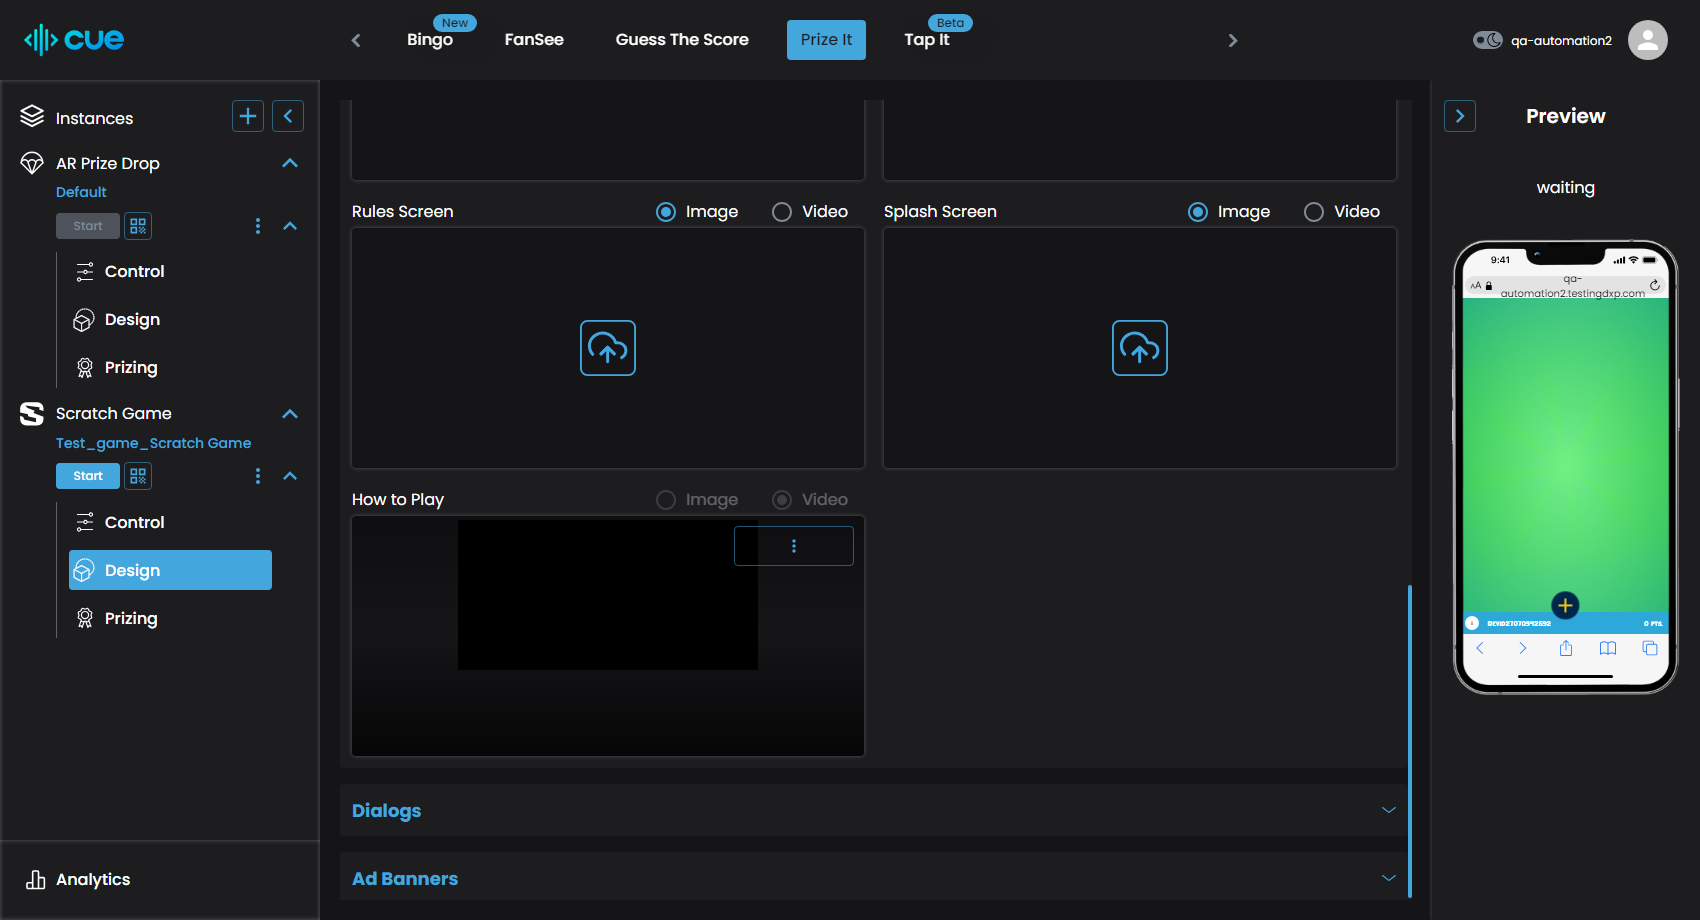 cue
New
Bingo
FanSee
Guess The Score
Prize It
Beta
Tap It
qa-automation2
Instances
AR Prize Drop
Default
Start
Control
Design
Prizing
Scratch Game
Test_game_Scratch Game
Start
Control
Design
Prizing
Analytics
Rules Screen
Image
Video
Splash Screen
Image
Video
How to Play
Image
Video
Dialogs
Ad Banners
Preview
waiting
9:41
AA
qa-
automation2.testingdxp.com
DEVID27070942592
0 PTS.